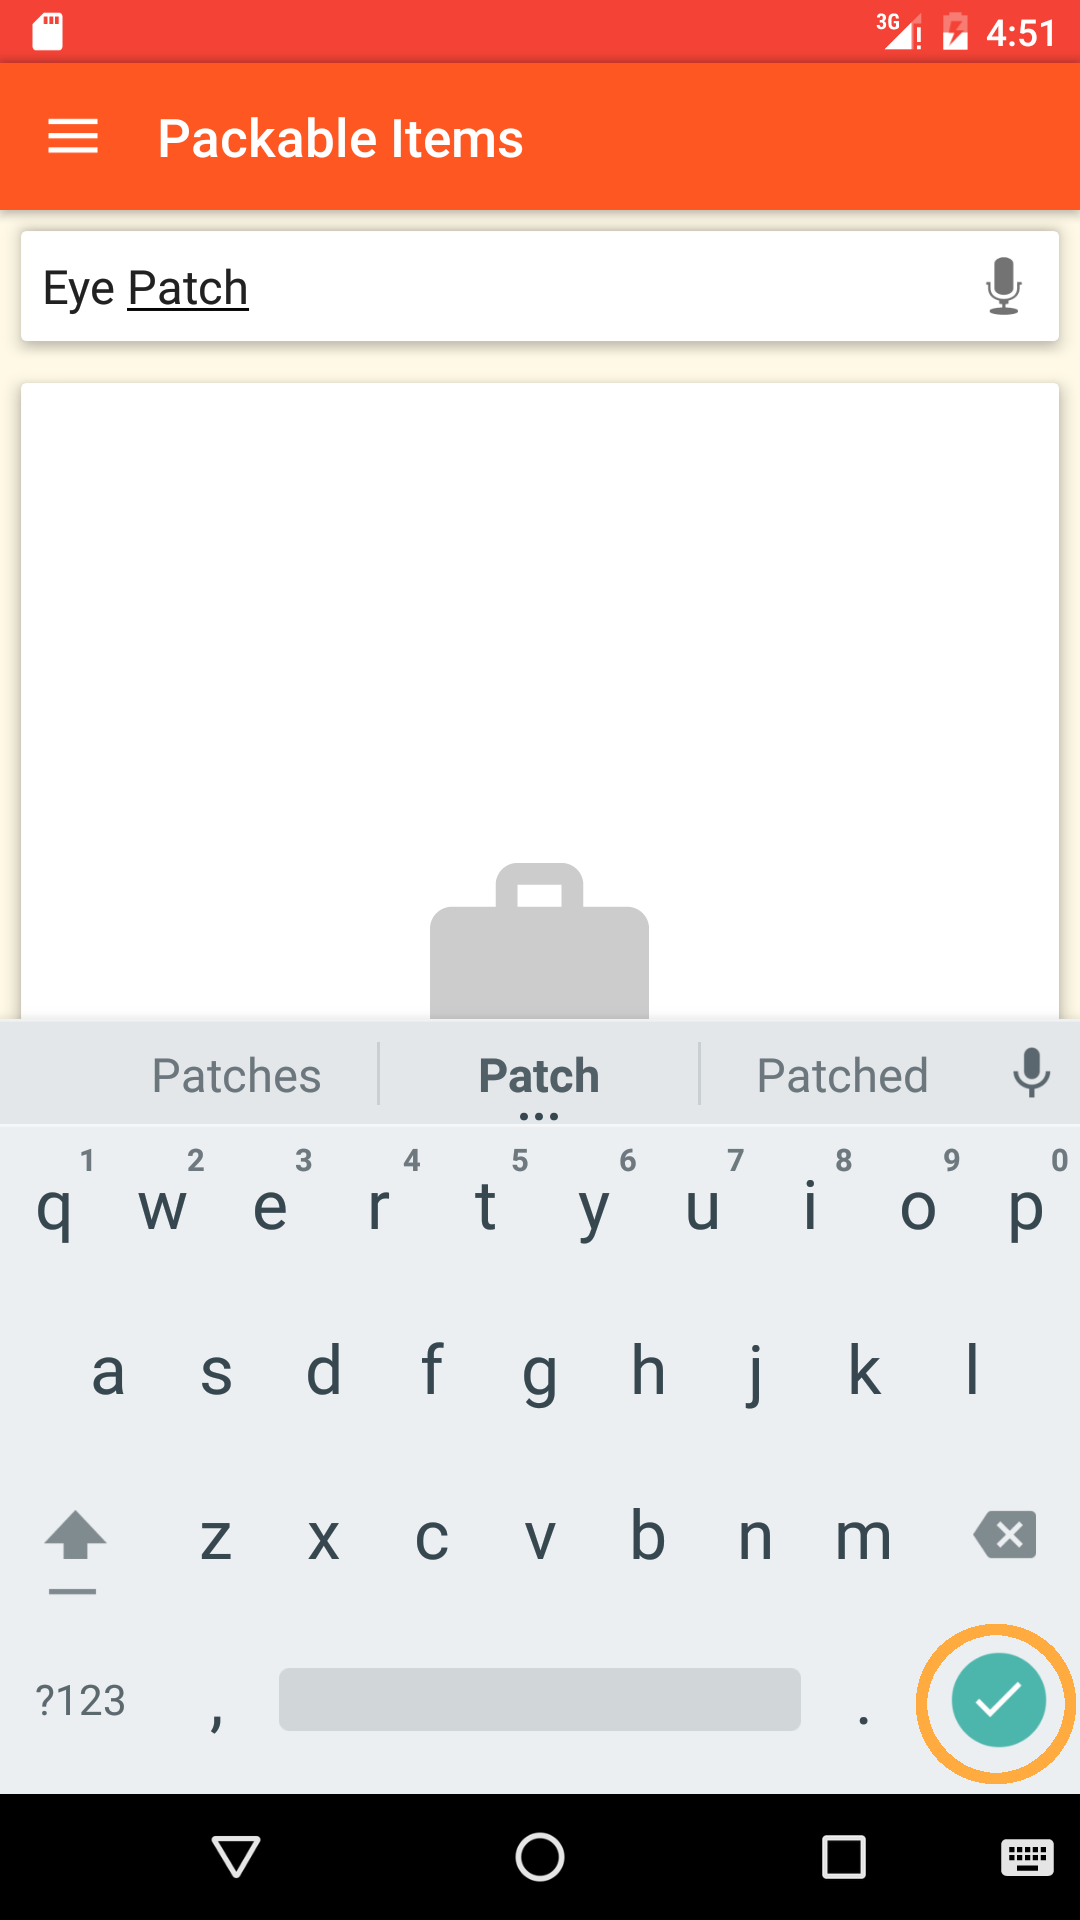 3G 4:51
Packable Items
Eye Patch
Patches Patch Patched
1 2 3 4 5 6 7 8 9 0
q w e r t y u i o p
a s d f g h j k l
z x c v b n m
?123 , .